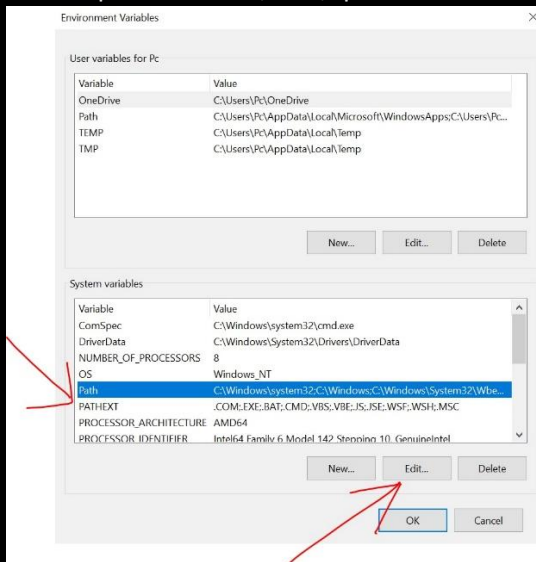 Environment Variables
User variables for Pc
Variable Value
OneDrive C:\Users\Pc\OneDrive
Path C:\Users\Pc\AppData\Local\Microsoft\WindowsApps;C:\Users\Pc...
TEMP C:\Users\Pc\AppData\Local\Temp
TMP C:\Users\Pc\AppData\Local\Temp
New... Edit... Delete
System variables
Variable Value
ComSpec C:\Windows\system32\cmd.exe
DriverData C:\Windows\System32\Drivers\DriverData
NUMBER_OF_PROCESSORS 8
OS Windows_NT
Path C:\Windows\system32;C:\Windows;C:\Windows\System32\Wbe...
PATHEXT .COM;.EXE;.BAT;.CMD;.VBS;.VBE;.JS;.JSE;.WSF;.WSH;.MSC
PROCESSOR_ARCHITECTURE AMD64
PROCESSOR_IDENTIFIER Intel64 Family 6 Model 142 Stepping 10, GenuineIntel
New... Edit... Delete
OK Cancel